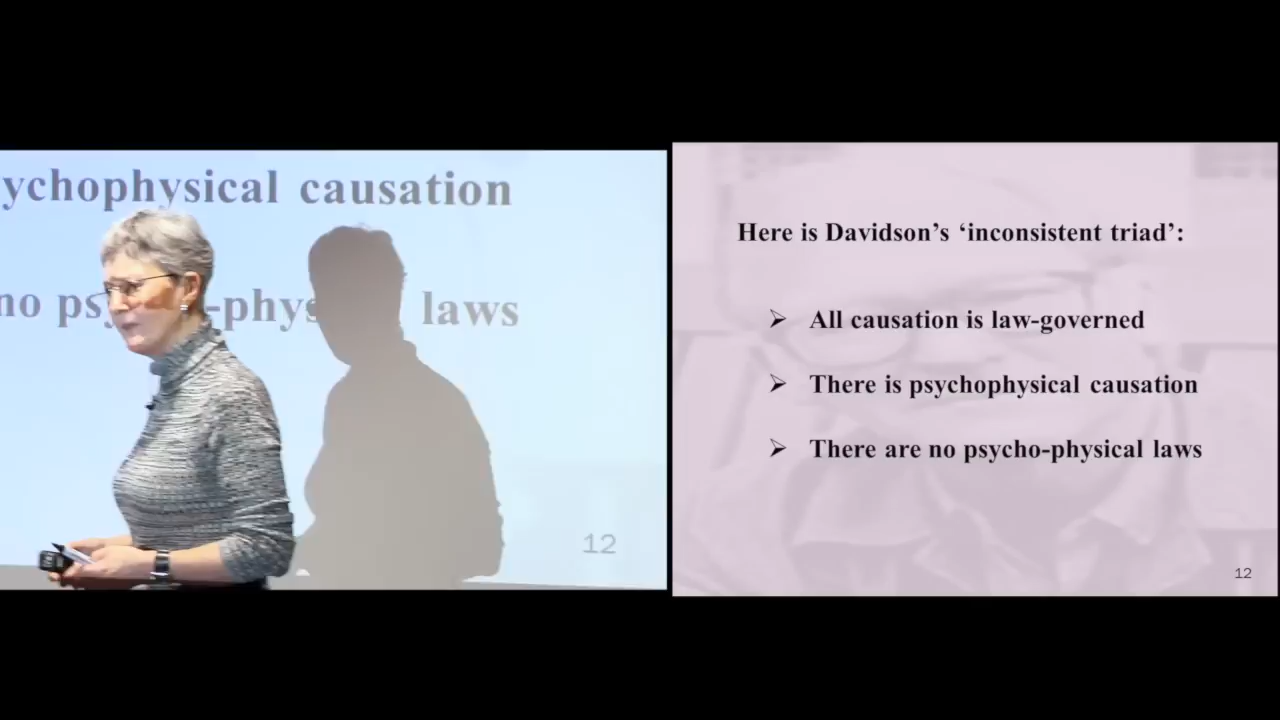 ychophysical causation
no psy -phys laws
12
Here is Davidson's ‘inconsistent triad’:
➢ All causation is law-governed
➢ There is psychophysical causation
➢ There are no psycho-physical laws
12